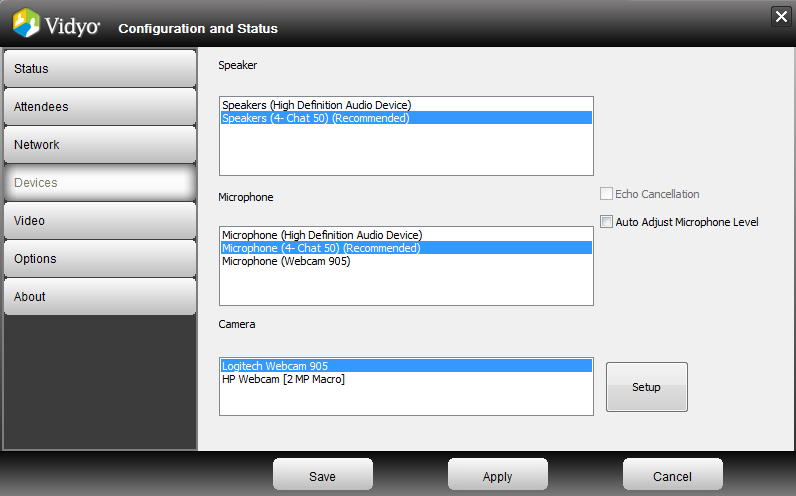 Vidyo Configuration and Status
Status
Attendees
Network
Devices
Video
Options
About
Speaker
Speakers (High Definition Audio Device)
Speakers (4- Chat 50) (Recommended)
Microphone
Microphone (High Definition Audio Device)
Microphone (4- Chat 50) (Recommended)
Microphone (Webcam 905)
Echo Cancellation
Auto Adjust Microphone Level
Camera
Logitech Webcam 905
HP Webcam [2 MP Macro]
Setup
Save Apply Cancel